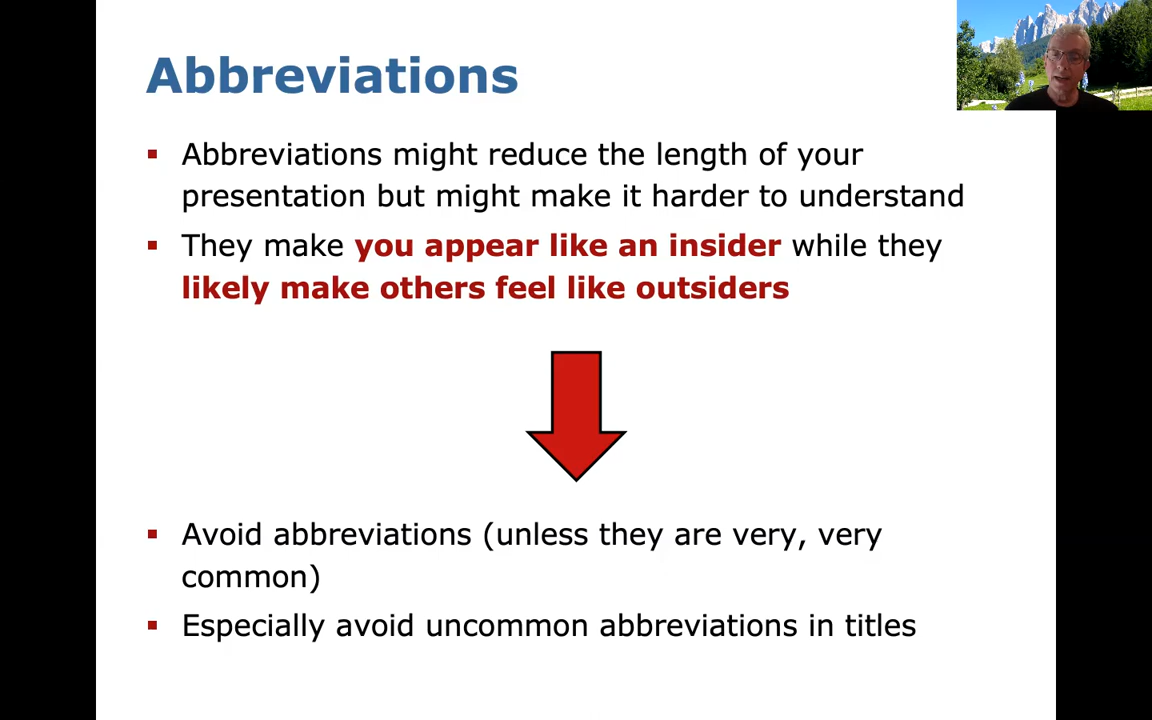 Abbreviations
▪ Abbreviations might reduce the length of your
presentation but might make it harder to understand
▪ They make you appear like an insider while they
likely make others feel like outsiders
▪ Avoid abbreviations (unless they are very, very
common)
▪ Especially avoid uncommon abbreviations in titles